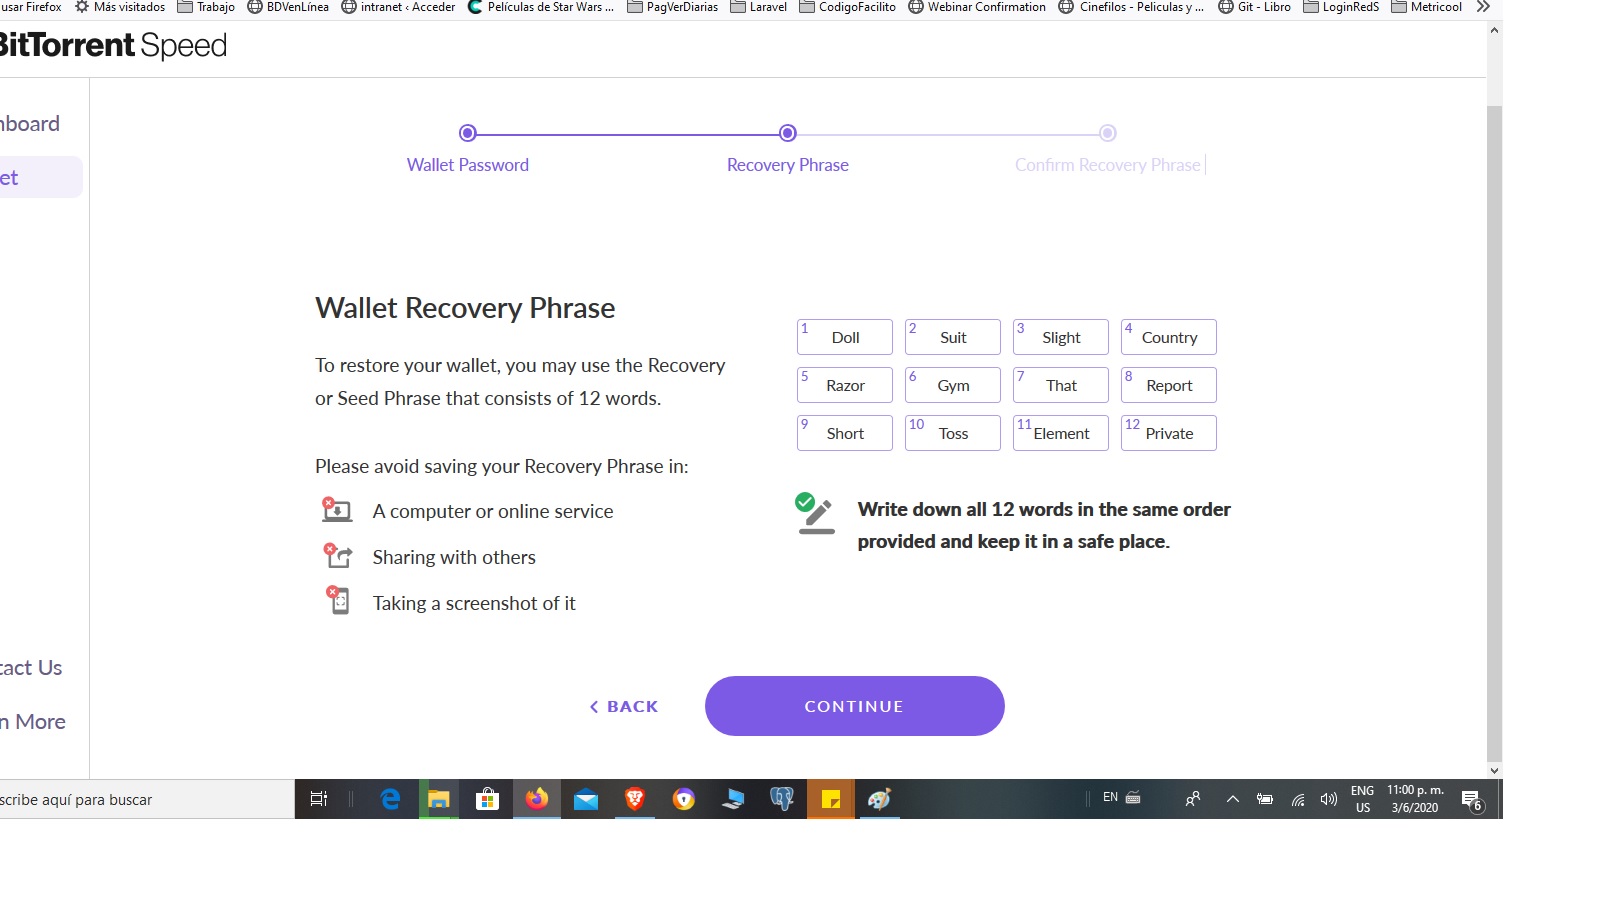 usar Firefox Más visitados Trabajo BDVenLínea intranet ‹ Acceder Películas de Star Wars ... PagVerDiarias Laravel CodigoFacilito Webinar Confirmation Cinefilos - Peliculas y ... Git - Libro LoginRedS Metricool
BitTorrent Speed
hboard
et
Wallet Password Recovery Phrase Confirm Recovery Phrase
Wallet Recovery Phrase
To restore your wallet, you may use the Recovery
or Seed Phrase that consists of 12 words.
Please avoid saving your Recovery Phrase in:
A computer or online service
Sharing with others
Taking a screenshot of it
1 Doll 2 Suit 3 Slight 4 Country
5 Razor 6 Gym 7 That 8 Report
9 Short 10 Toss 11 Element 12 Private
Write down all 12 words in the same order
provided and keep it in a safe place.
tact Us
n More
BACK CONTINUE
scribe aquí para buscar
EN
ENG
US
11:00 p. m.
3/6/2020
6